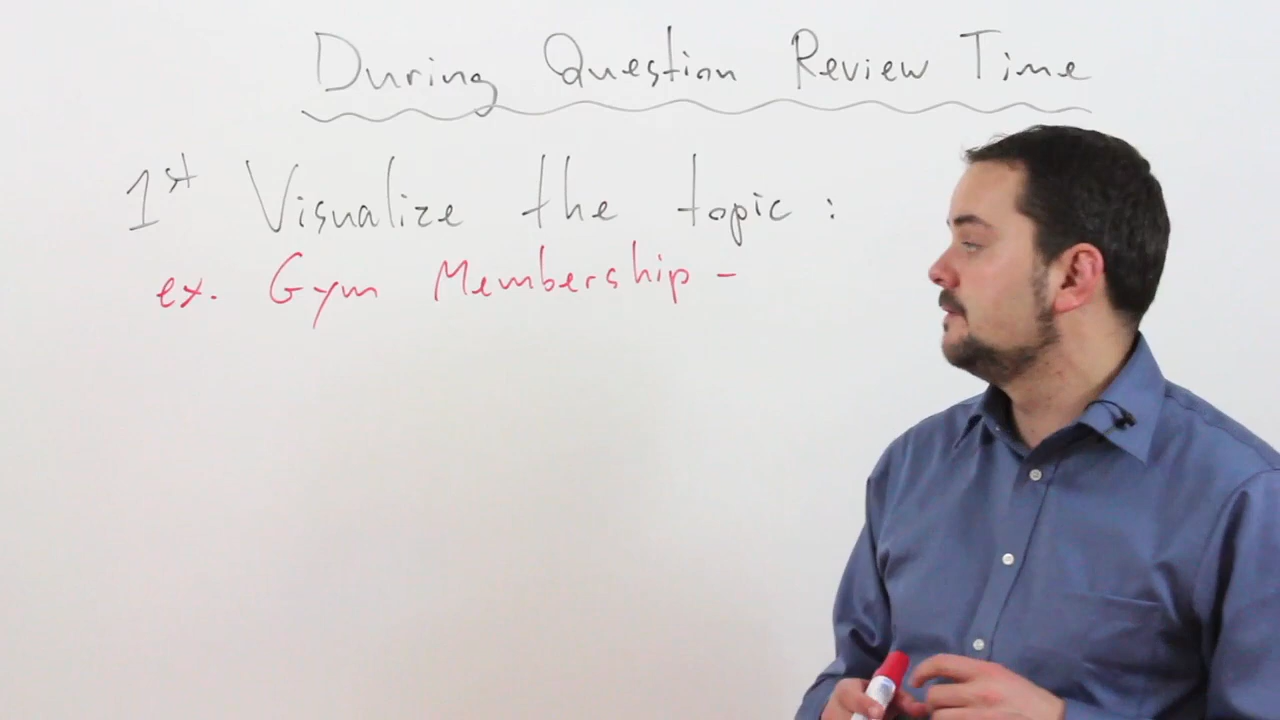 During Question Review Time
1st Visualize the topic :
ex. Gym Membership -